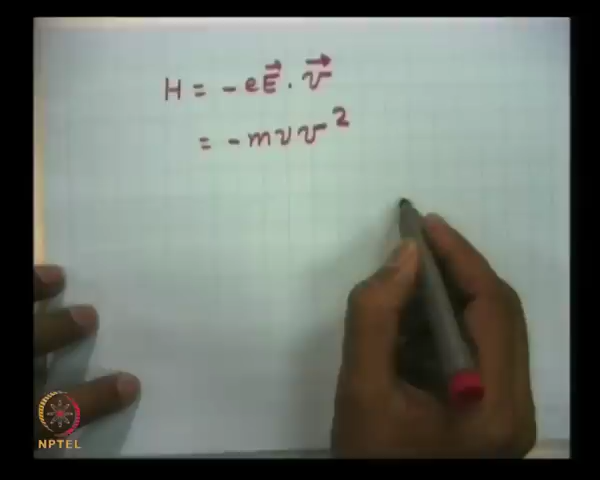 H = -eE⃗ . v⃗
= -mνv²
NPTEL